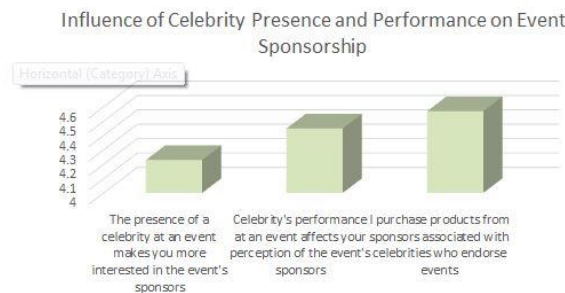 Influence of Celebrity Presence and Performance on Event
Sponsorship
Horizontal (Category) Axis
4.6
4.5
4.4
4.3
4.2
4.1
4
The presence of a
celebrity at an event
makes you more
interested in the event's
sponsors
Celebrity's performance
at an event affects your
perception of the event's
sponsors
I purchase products from
sponsors associated with
celebrities who endorse
events